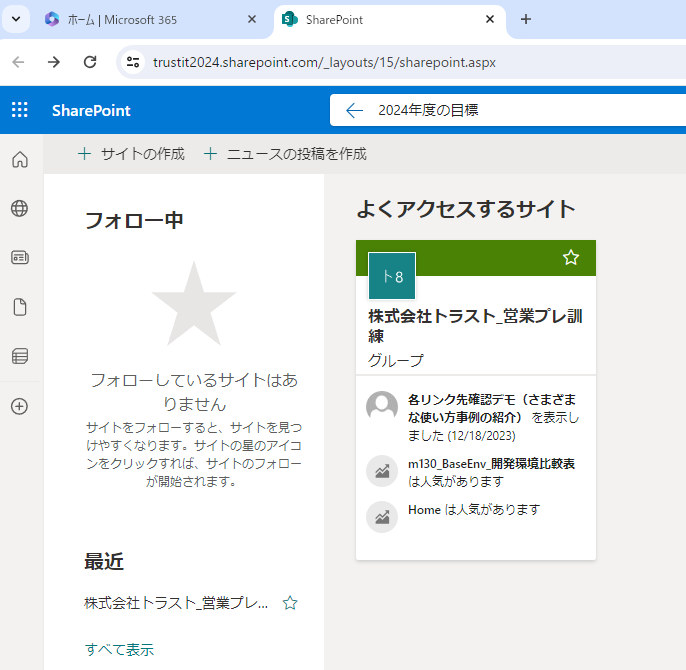 ホーム | Microsoft 365
SharePoint
trustit2024.sharepoint.com/_layouts/15/sharepoint.aspx
SharePoint
2024年度の目標
サイトの作成
ニュースの投稿を作成
フォロー中
フォローしているサイトはあ
りません
サイトをフォローすると、サイトを見つ
けやすくなります。サイトの星のアイコ
ンをクリックすれば、サイトのフォロー
が開始されます。
最近
株式会社トラスト_営業プレ...
すべて表示
よくアクセスするサイト
ト8
株式会社トラスト_営業プレ訓
練
グループ
各リンク先確認デモ（さまざま
な使い方事例の紹介） を表示し
ました (12/18/2023)
m130_BaseEnv_開発環境比較表
は人気があります
Home は人気があります